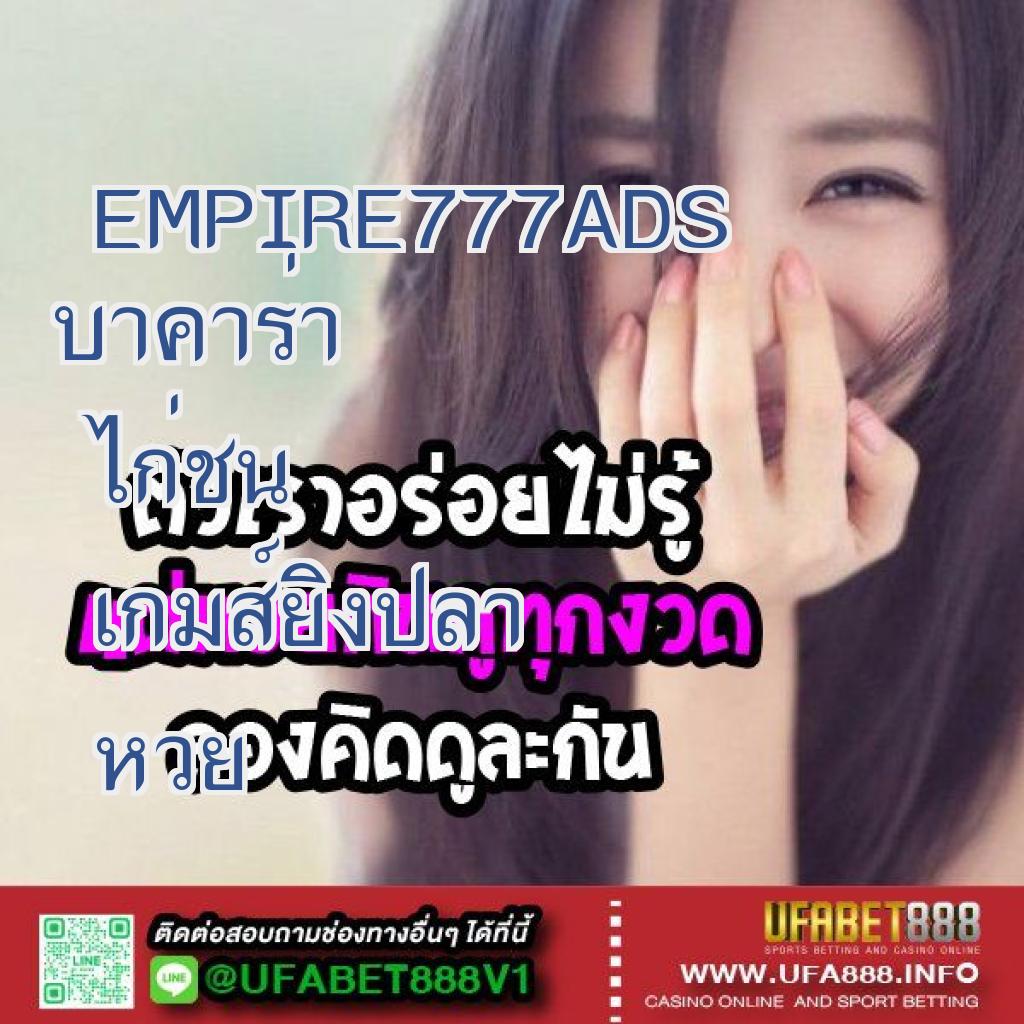 EMPIRE777ADS
บาคาร่า
ไก่ชน
เราอร่อยไม่รู้
เกมส์ยิงปลา
ทุกงวด
หวย
ลองคิดดูละกัน
LINE
ติดต่อสอบถามช่องทางอื่นๆ ได้ที่นี้
LINE @UFABET888V1
UFABET888
SPORTS BETTING AND CASINO ONLINE
WWW.UFA888.INFO
CASINO ONLINE AND SPORT BETTING